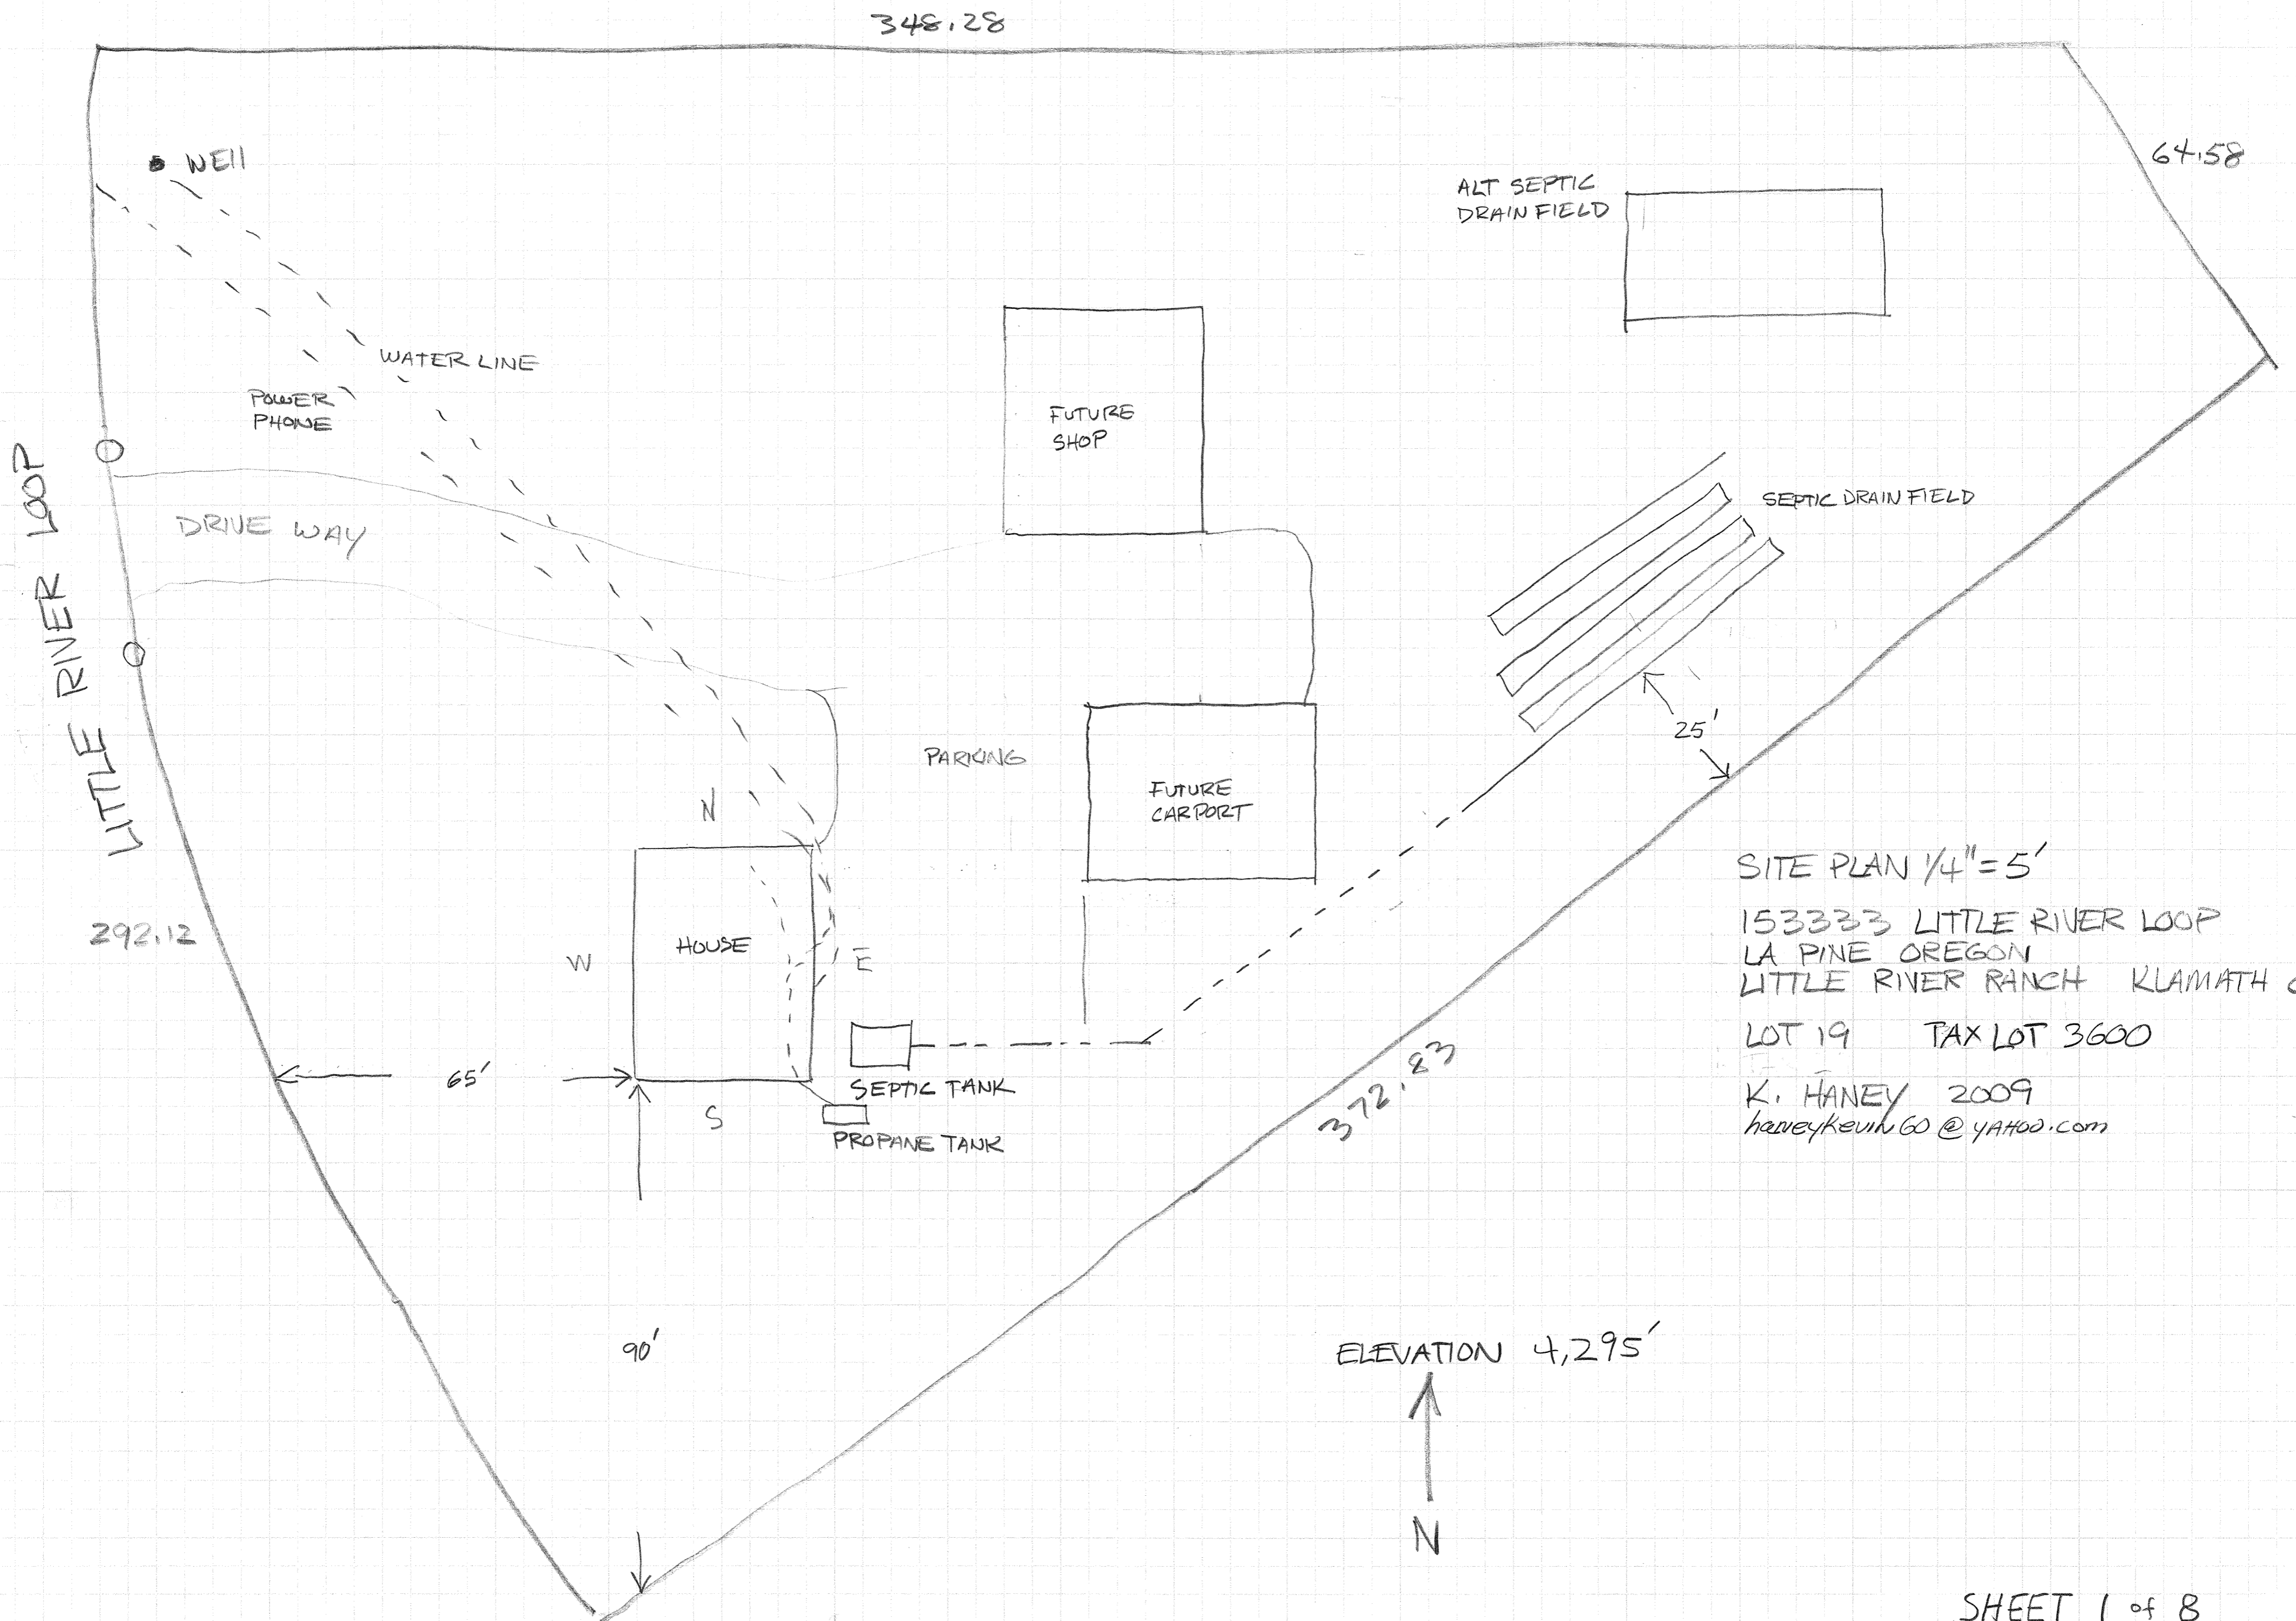 348.28
64.58
WEll
ALT SEPTIC
DRAIN FIELD
WATER LINE
POWER
PHONE
FUTURE
SHOP
SEPTIC DRAIN FIELD
LITTLE RIVER LOOP
DRIVE WAY
25'
PARKING
FUTURE
CARPORT
N
HOUSE
W
E
S
292.12
65'
SEPTIC TANK
PROPANE TANK
372.83
90'
SITE PLAN 1/4"=5'
153333 LITTLE RIVER LOOP
LA PINE OREGON
LITTLE RIVER RANCH KLAMATH
LOT 19 TAX LOT 3600
K. HANEY 2009
haneykevin60@YAHOO.com
ELEVATION 4,295'
N
SHEET 1 of 8